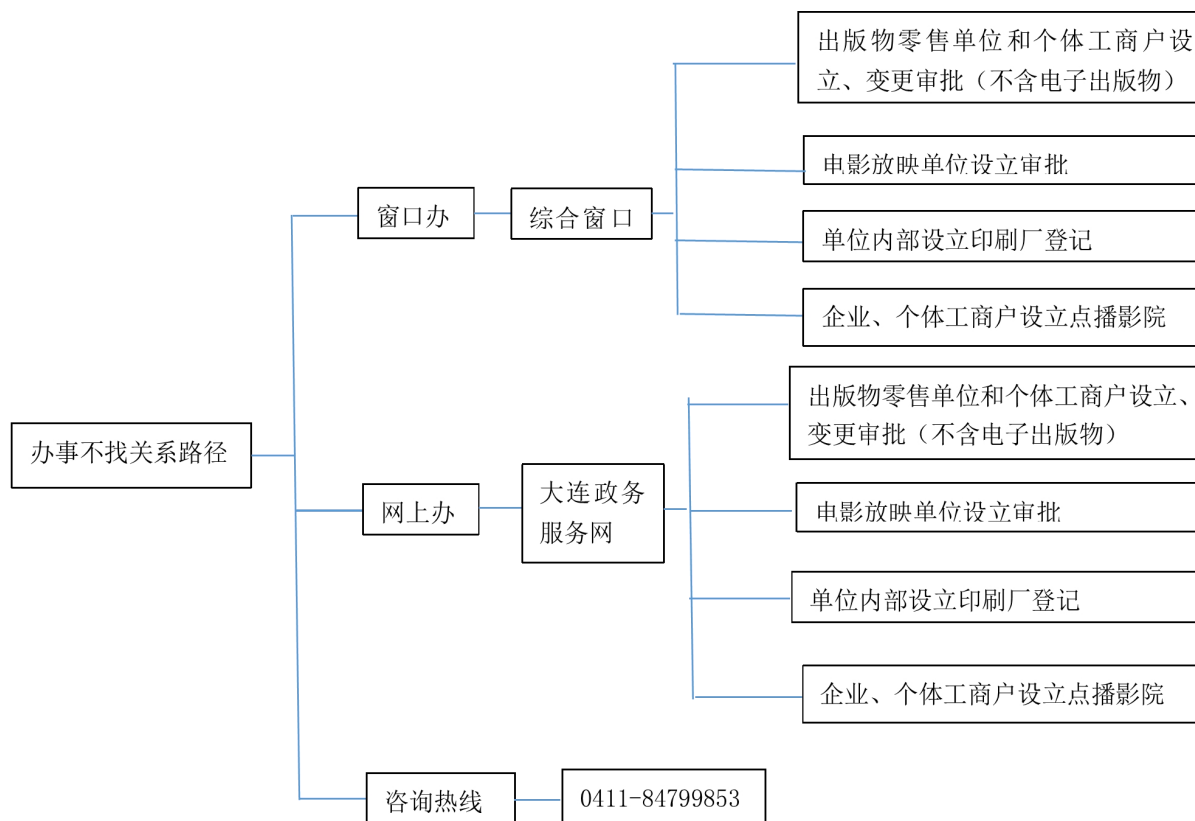 办事不找关系路径
窗口办
综合窗口
出版物零售单位和个体工商户设
立、变更审批（不含电子出版物）
电影放映单位设立审批
单位内部设立印刷厂登记
企业、个体工商户设立点播影院
网上办
大连政务
服务网
出版物零售单位和个体工商户设立、
变更审批（不含电子出版物）
电影放映单位设立审批
单位内部设立印刷厂登记
企业、个体工商户设立点播影院
咨询热线
0411-84799853